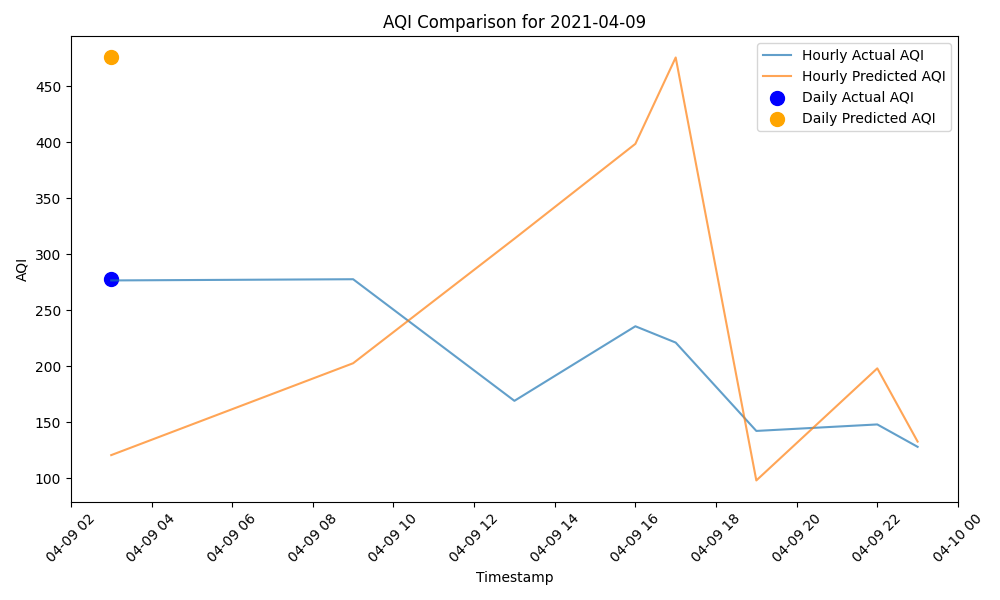 AQI Comparison for 2021-04-09
Hourly Actual AQI
Hourly Predicted AQI
Daily Actual AQI
Daily Predicted AQI
AQI
450
400
350
300
250
200
150
100
04-09 02
04-09 04
04-09 06
04-09 08
04-09 10
04-09 12
04-09 14
04-09 16
04-09 18
04-09 20
04-09 22
04-10 00
Timestamp